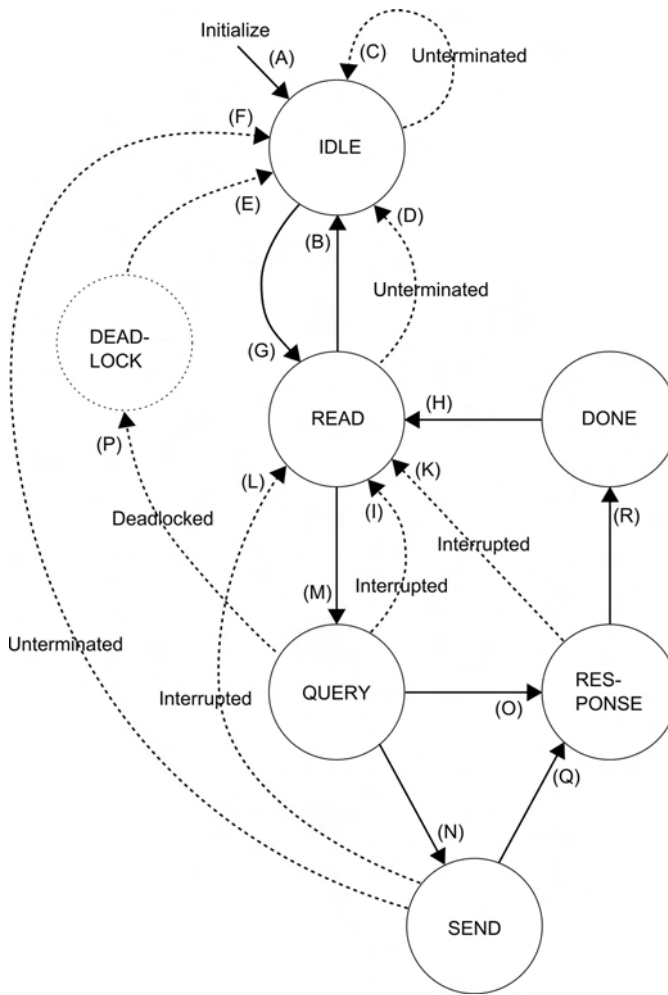 Initialize
(A)
(C)
Unterminated
(F)
IDLE
(E)
(B)
(D)
Unterminated
DEAD-
LOCK
(G)
(P)
READ
(H)
DONE
(L)
(I)
(K)
(R)
Deadlocked
Interrupted
(M)
Interrupted
Unterminated
Interrupted
QUERY
(O)
RES-
PONSE
(N)
(Q)
SEND